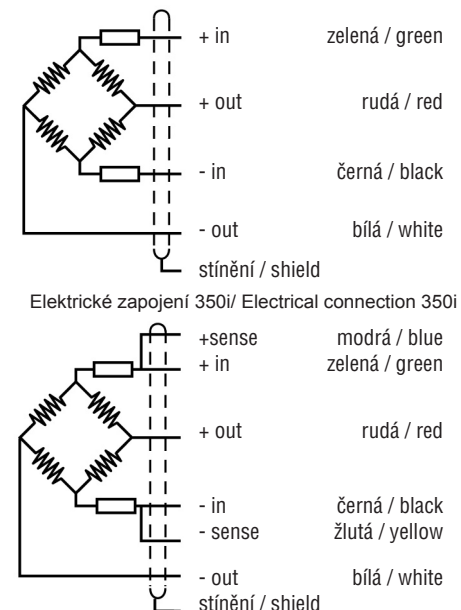 + in zelená / green
+ out rudá / red
- in černá / black
- out bílá / white
stínění / shield
Elektrické zapojení 350i/ Electrical connection 350i
+sense modrá / blue
+ in zelená / green
+ out rudá / red
- in černá / black
- sense žlutá / yellow
- out bílá / white
stínění / shield